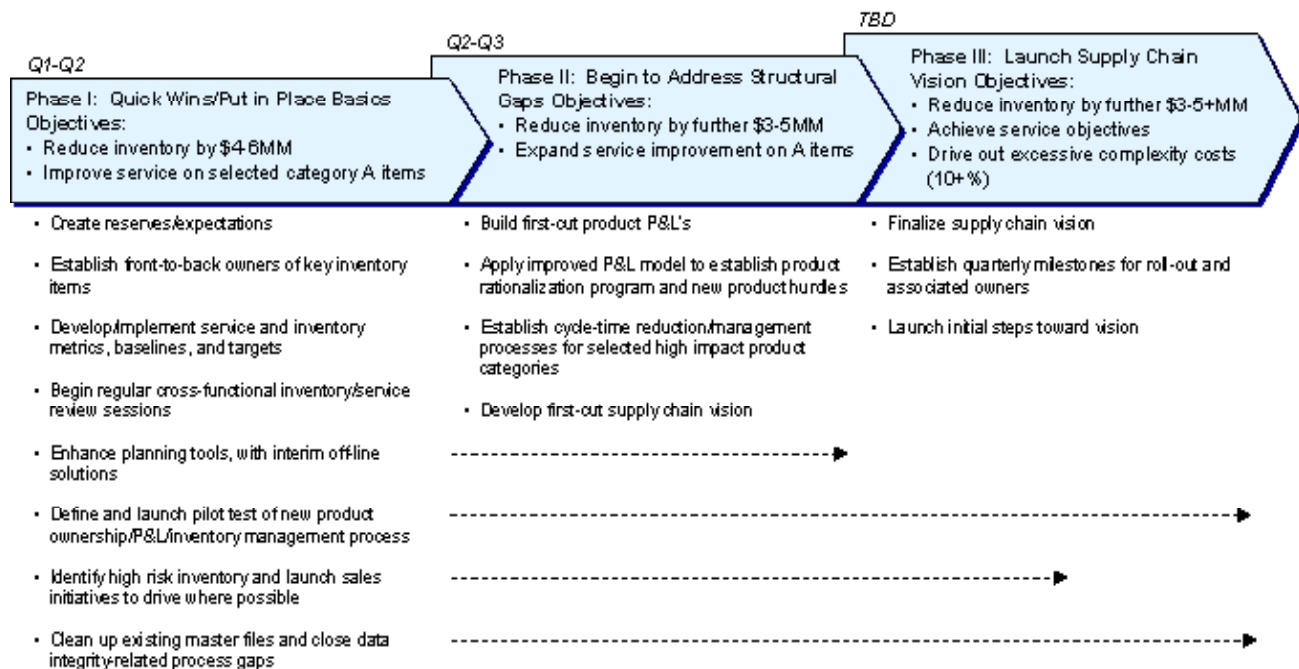 Q1-Q2
Phase I: Quick Wins/Put in Place Basics
Objectives:
• Reduce inventory by $4-6MM
• Improve service on selected category A items
Q2-Q3
Phase II: Begin to Address Structural
Gaps Objectives:
• Reduce inventory by further $3-5MM
• Expand service improvement on A items
TBD
Phase III: Launch Supply Chain
Vision Objectives:
• Reduce inventory by further $3-5+MM
• Achieve service objectives
• Drive out excessive complexity costs
(10+%)
• Create reserves/expectations
• Establish front-to-back owners of key inventory
items
• Develop/implement service and inventory
metrics, baselines, and targets
• Begin regular cross-functional inventory/service
review sessions
• Enhance planning tools, with interim off-line
solutions
• Define and launch pilot test of new product
ownership/P&L/inventory management process
• Identify high risk inventory and launch sales
initiatives to drive where possible
• Clean up existing master files and close data
integrity-related process gaps
• Build first-cut product P&L's
• Apply improved P&L model to establish product
rationalization program and new product hurdles
• Establish cycle-time reduction/management
processes for selected high impact product
categories
• Develop first-cut supply chain vision
• Finalize supply chain vision
• Establish quarterly milestones for roll-out and
associated owners
• Launch initial steps toward vision